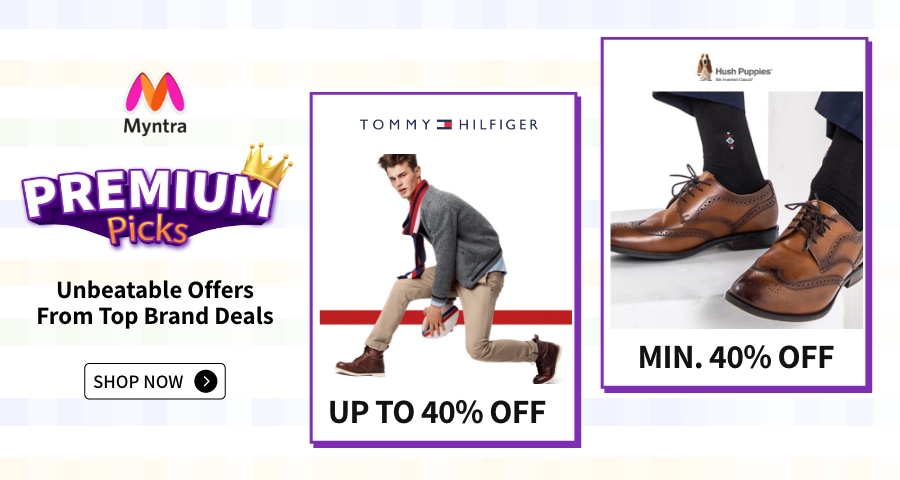 Myntra
PREMIUM
Picks
Unbeatable Offers
From Top Brand Deals
SHOP NOW
TOMMY HILFIGER
UP TO 40% OFF
Hush Puppies®
We Invented Casual®
MIN. 40% OFF